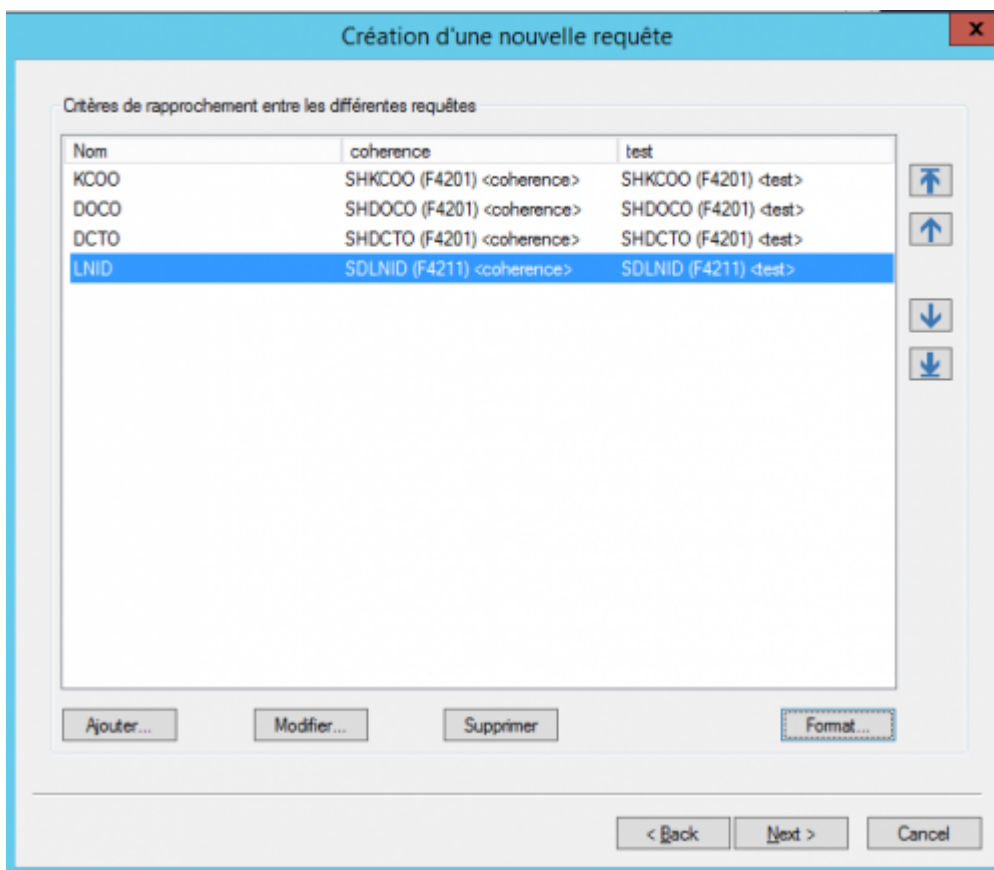 Création d'une nouvelle requête
x
Critères de rapprochement entre les différentes requêtes
Nom coherence test
KCOO SHKCOO (F4201) <coherence> SHKCOO (F4201) <test>
DOCO SHDOCO (F4201) <coherence> SHDOCO (F4201) <test>
DCTO SHDCTO (F4201) <coherence> SHDCTO (F4201) <test>
LNID SDLNID (F4211) <coherence> SDLNID (F4211) <test>
Ajouter... Modifier... Supprimer Format...
< Back Next > Cancel